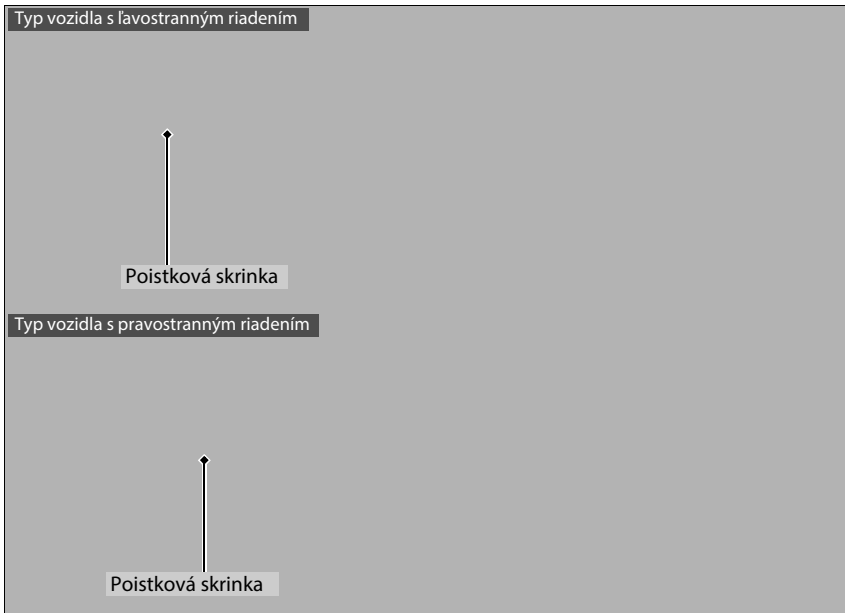 Typ vozidla s ľavostranným riadením
Poistková skrinka
Typ vozidla s pravostranným riadením
Poistková skrinka